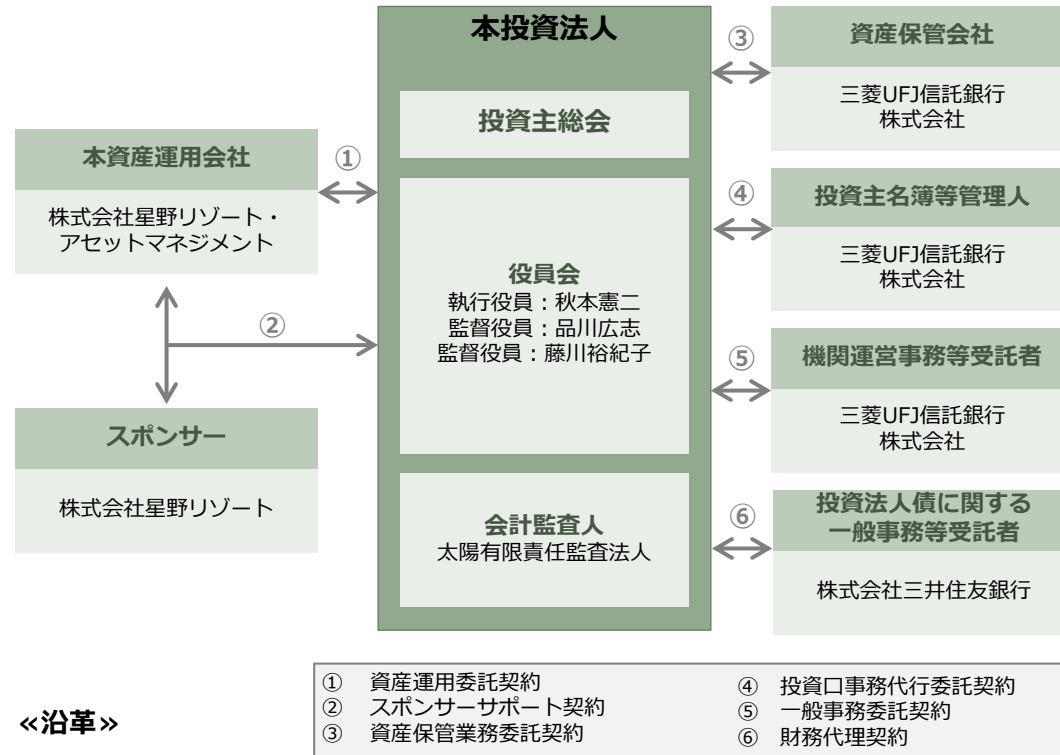 本投資法人
投資主総会
役員会
執行役員：秋本憲二
監督役員：品川広志
監督役員：藤川裕紀子
会計監査人
太陽有限責任監査法人
①
本資産運用会社
株式会社星野リゾート・
アセットマネジメント
②
スポンサー
株式会社星野リゾート
③
資産保管会社
三菱UFJ信託銀行
株式会社
④
投資主名簿等管理人
三菱UFJ信託銀行
株式会社
⑤
機関運営事務等受託者
三菱UFJ信託銀行
株式会社
⑥
投資法人債に関する
一般事務等受託者
株式会社三井住友銀行
① 資産運用委託契約
② スポンサーサポート契約
③ 資産保管業務委託契約
④ 投資口事務代行委託契約
⑤ 一般事務委託契約
⑥ 財務代理契約
«沿革»